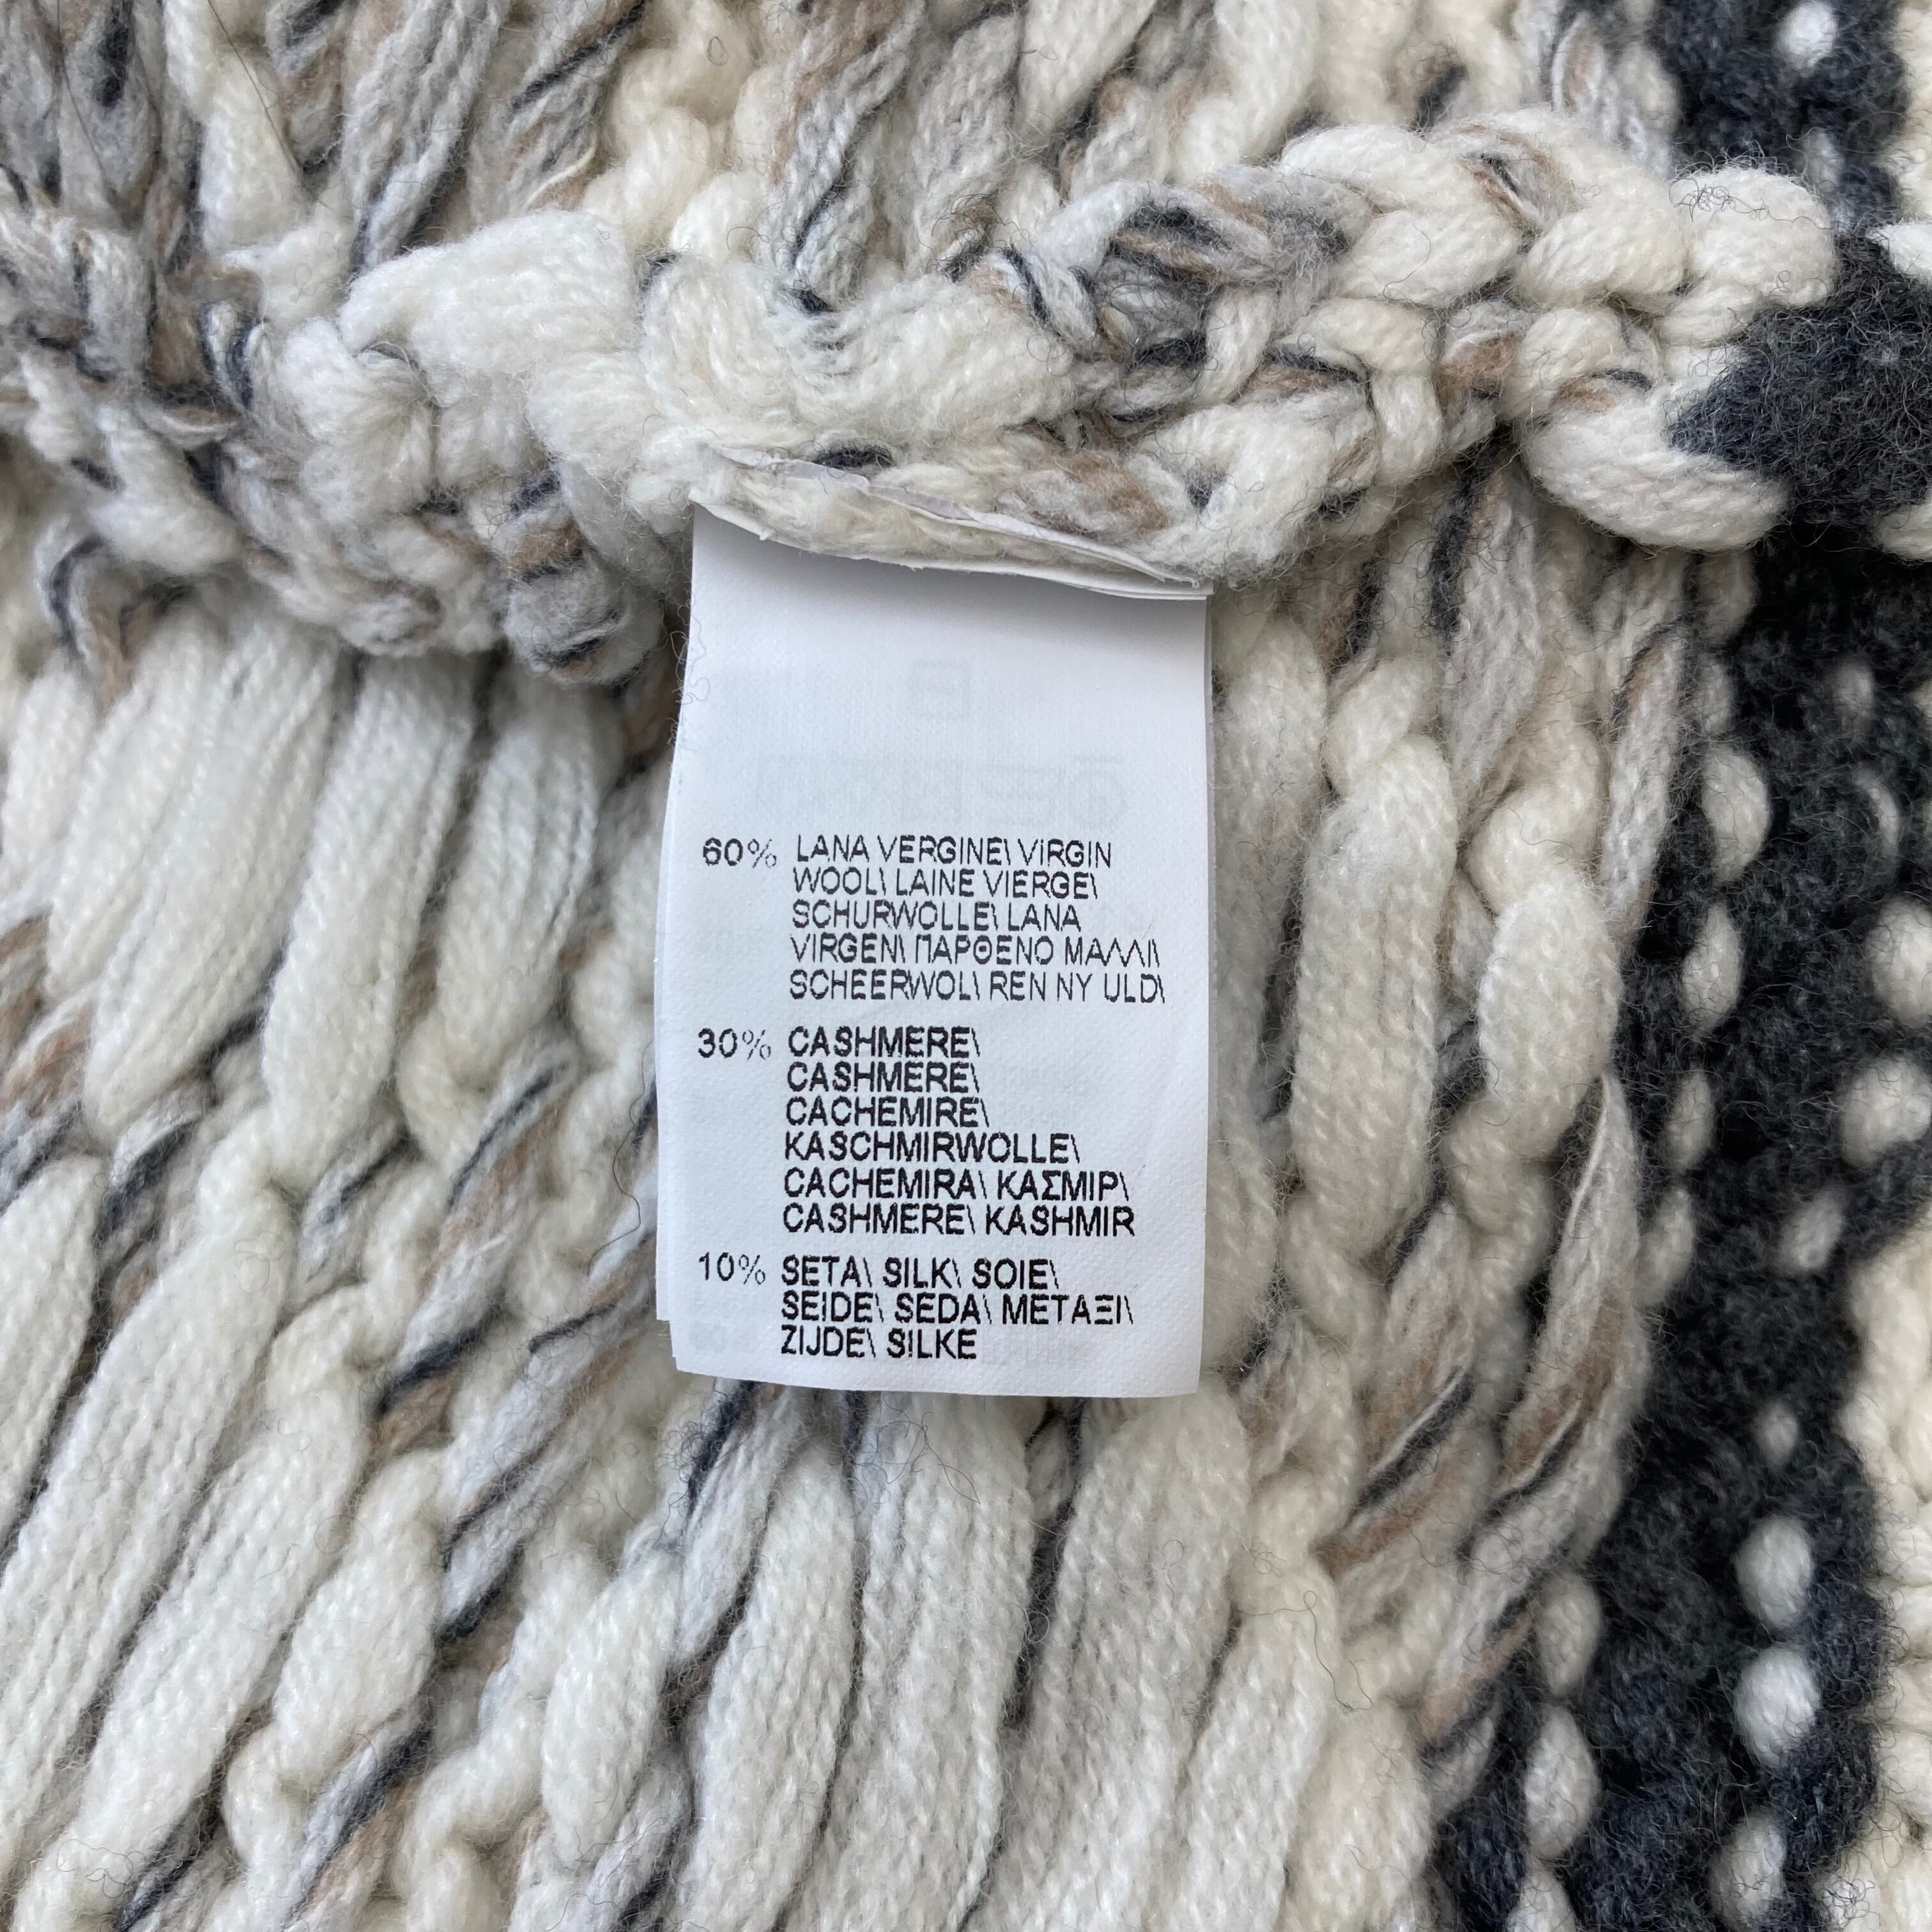 60% LANA VERGINE\ VIRGIN
WOOL\ LAINE VIERGE\
SCHURWOLLE\ LANA
VIRGEN\ ΠΑΡΘΕΝΟ ΜΑΛΛΙ\
SCHEERWOL\ REN NY ULD\
30% CASHMERE\
CASHMERE\
CACHEMIRE\
KASCHMIRWOLLE\
CACHEMIRA\ ΚΑΣΜΙΡ\
CASHMERE\ KASHMIR
10% SETA\ SILK\ SOIE\
SEIDE\ SEDA\ ΜΕΤΑΞΙ\
ZIJDE\ SILKE